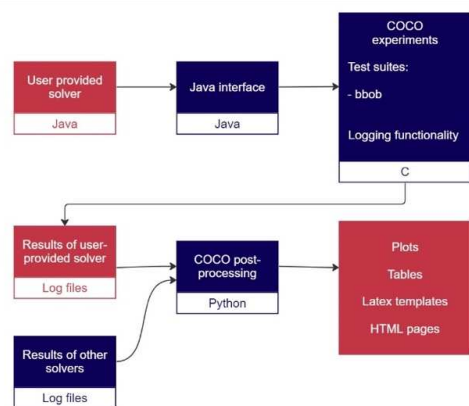 User provided
solver
Java
Java interface
Java
COCO
experiments
Test suites:
- bbob
Logging functionality
C
Results of user-
provided solver
Log files
COCO post-
processing
Python
Plots
Tables
Latex templates
HTML pages
Results of other
solvers
Log files